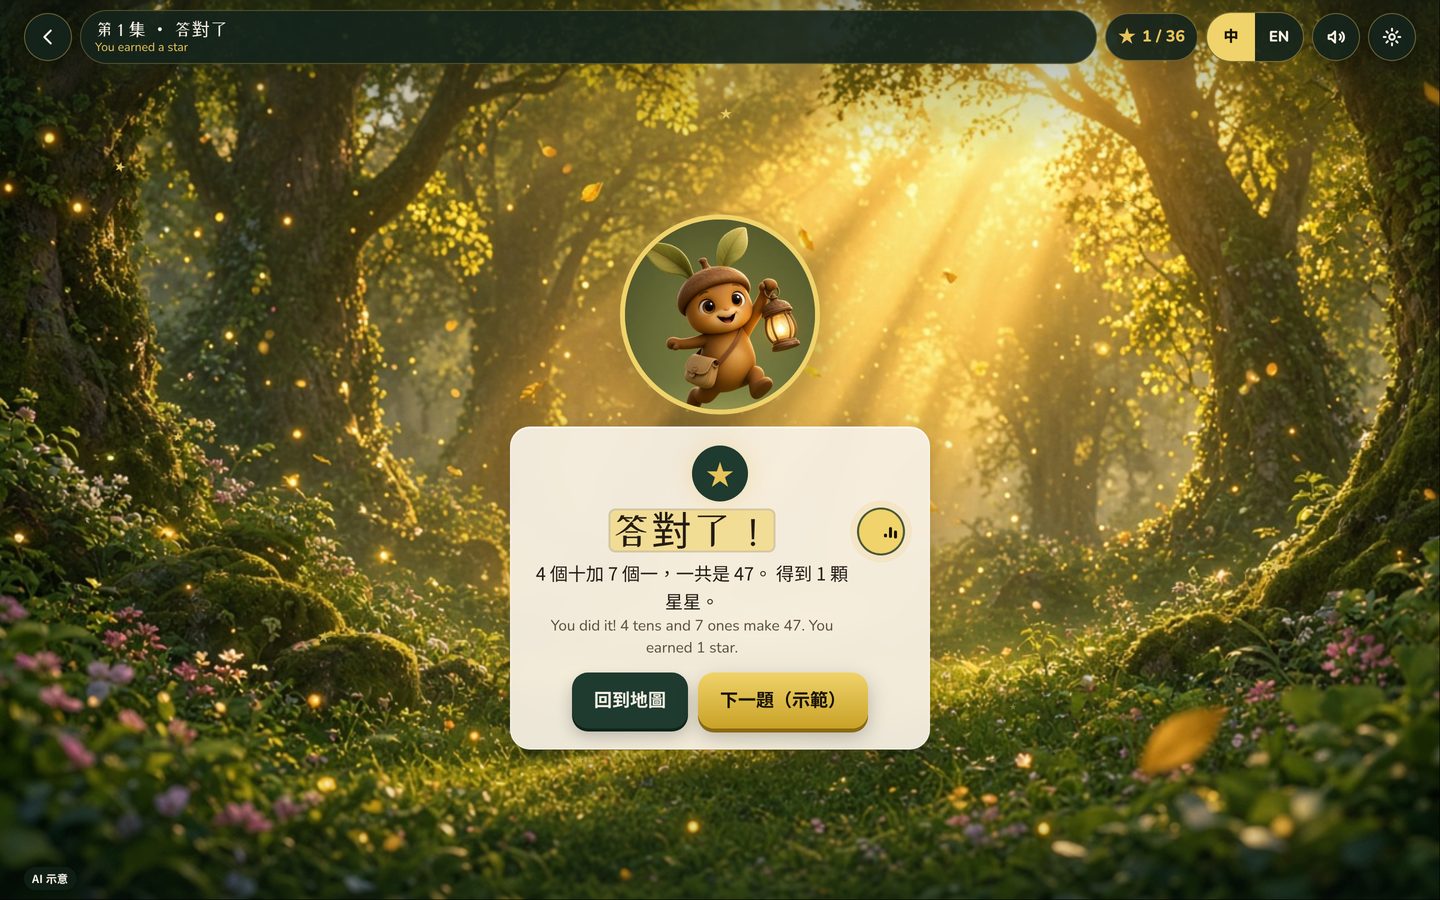 第 1 集 · 答對了
You earned a star
★ 1 / 36
中 EN
答對了！
4 個十加 7 個一，一共是 47。 得到 1 顆
星星。
You did it! 4 tens and 7 ones make 47. You
earned 1 star.
回到地圖
下一題（示範）
AI 示意